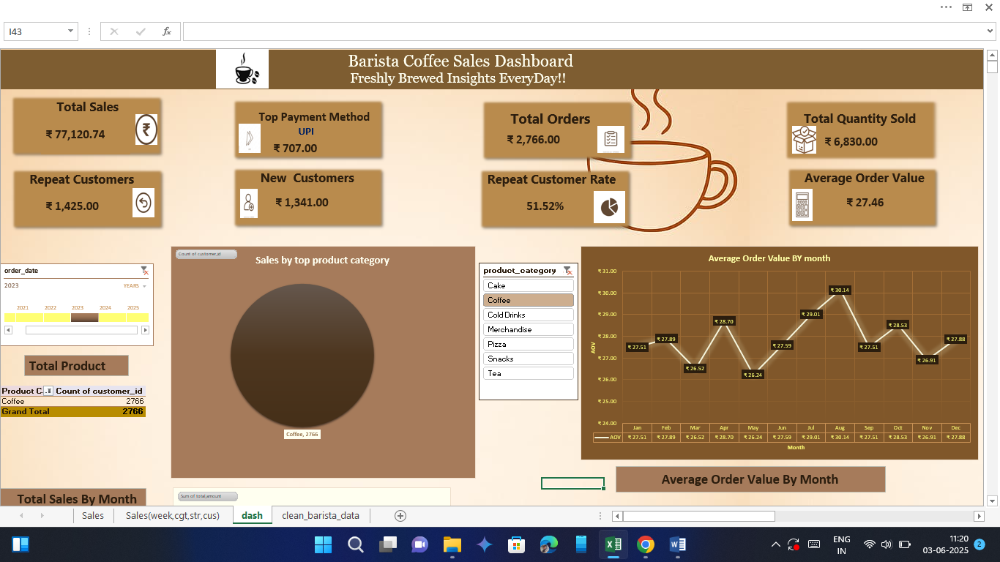 I43
fx
Barista Coffee Sales Dashboard
Freshly Brewed Insights EveryDay!!
Total Sales
₹ 77,120.74
Top Payment Method
UPI
₹ 707.00
Total Orders
₹ 2,766.00
Total Quantity Sold
₹ 6,830.00
Repeat Customers
₹ 1,425.00
New Customers
₹ 1,341.00
Repeat Customer Rate
51.52%
Average Order Value
₹ 27.46
order_date
2023 YEARS
2021 2022 2023 2024 2025
Total Product
Product C. Count of customer_id
Coffee 2766
Grand Total 2766
Total Sales By Month
Count of customer_id
Sales by top product category
Coffee, 2766
Sum of total_amount
product_category
Cake
Coffee
Cold Drinks
Merchandise
Pizza
Snacks
Tea
Average Order Value BY month
₹ 31.00
₹ 30.00
₹ 29.00
₹ 28.00
₹ 27.00
₹ 26.00
₹ 25.00
₹ 24.00
AOV
₹ 27.51 ₹ 27.89 ₹ 26.52 ₹ 28.70 ₹ 26.24 ₹ 27.59 ₹ 29.01 ₹ 30.14 ₹ 27.51 ₹ 28.53 ₹ 26.91 ₹ 27.88
Jan Feb Mar Apr May Jun Jul Aug Sep Oct Nov Dec
AOV ₹ 27.51 ₹ 27.89 ₹ 26.52 ₹ 28.70 ₹ 26.24 ₹ 27.59 ₹ 29.01 ₹ 30.14 ₹ 27.51 ₹ 28.53 ₹ 26.91 ₹ 27.88
Month
Average Order Value By Month
Sales Sales(week,cgt,str,cus) dash clean_barista_data
ENG
IN
11:20
03-06-2025
2